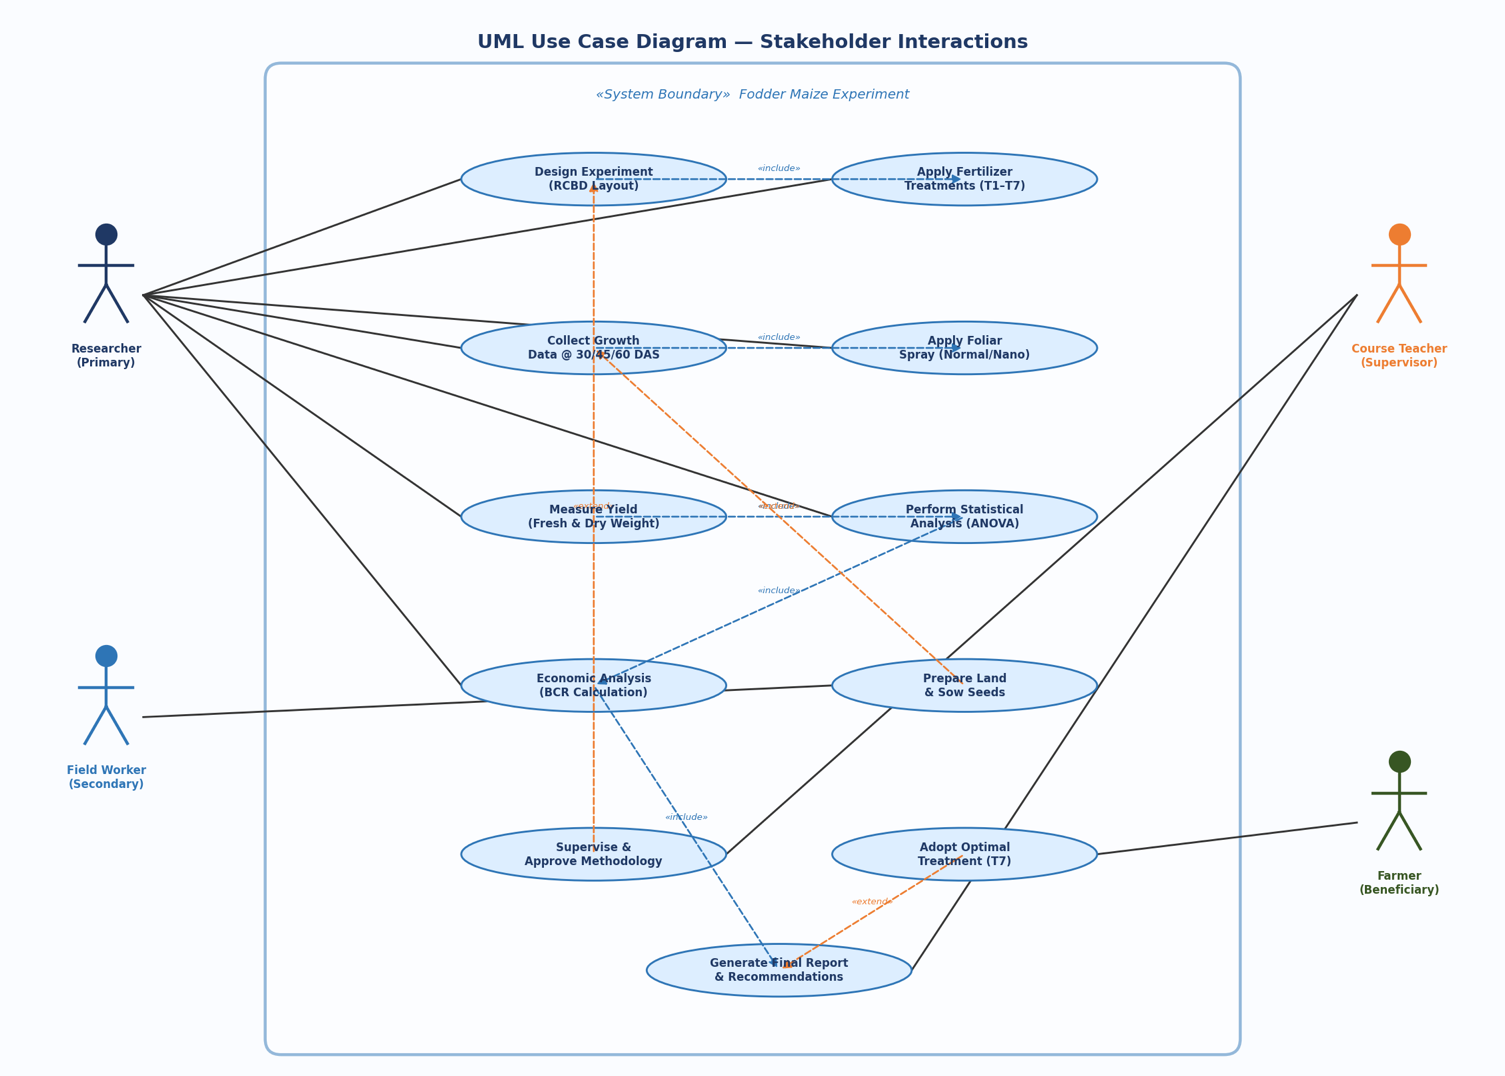 UML Use Case Diagram — Stakeholder Interactions
«System Boundary»  Fodder Maize Experiment
Design Experiment
(RCBD Layout)
«include»
Apply Fertilizer
Treatments (T1–T7)
Researcher
(Primary)
Collect Growth
Data @ 30/45/60 DAS
«include»
Apply Foliar
Spray (Normal/Nano)
Course Teacher
(Supervisor)
«extend»
Measure Yield
(Fresh & Dry Weight)
«include»
Perform Statistical
Analysis (ANOVA)
«include»
Economic Analysis
(BCR Calculation)
Prepare Land
& Sow Seeds
Field Worker
(Secondary)
«include»
Supervise &
Approve Methodology
Adopt Optimal
Treatment (T7)
Farmer
(Beneficiary)
«extend»
Generate Final Report
& Recommendations